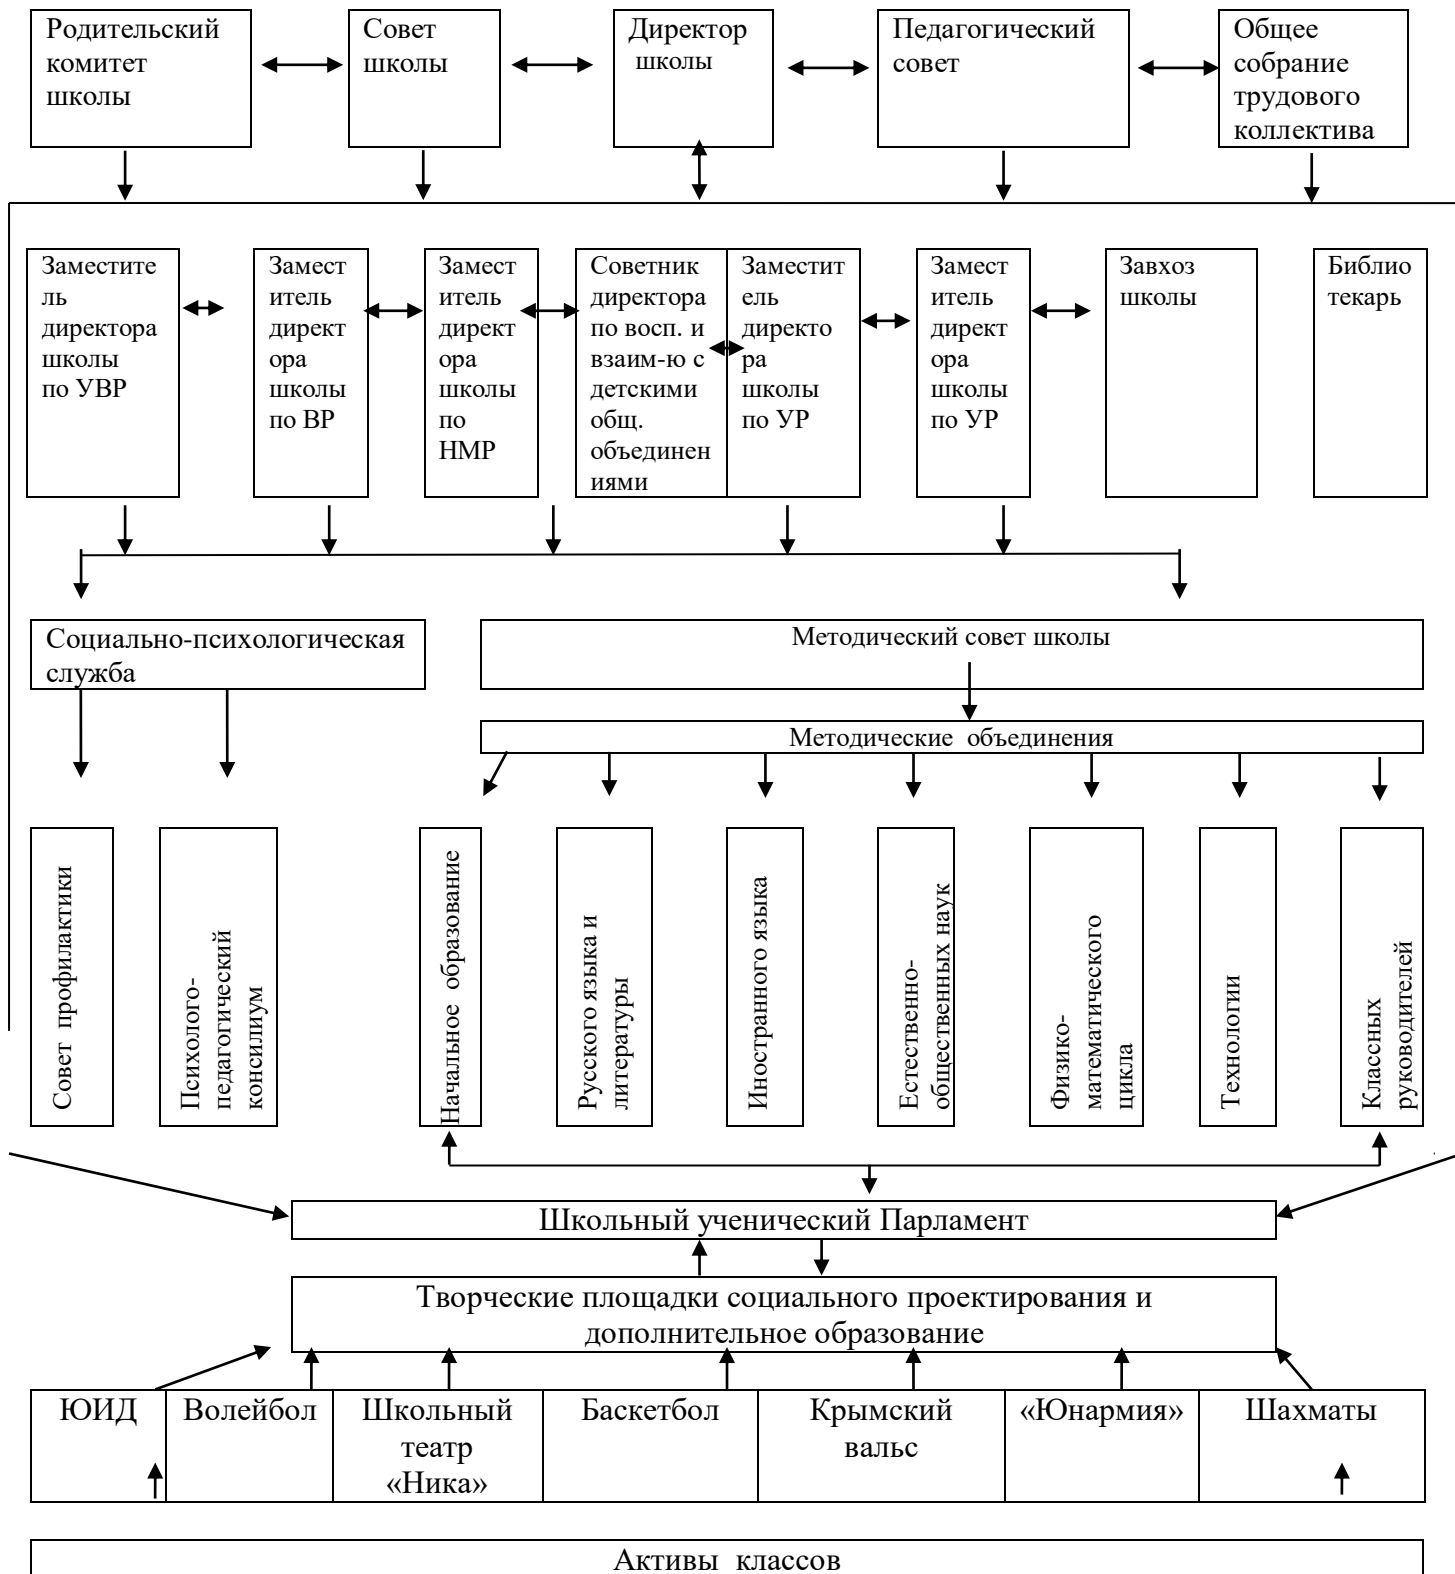 Родительский
комитет
школы
Совет
школы
Директор
школы
Педагогический
совет
Общее
собрание
трудового
коллектива
Заместите
ль
директора
школы
по УВР
Замест
итель
директ
ора
школы
по ВР
Замест
итель
директ
ора
школы
по
НМР
Советник
директора
по восп. и
взаим-ю с
детскими
общ.
объединен
иями
Заместит
ель
директо
ра
школы
по УР
Замест
итель
директ
ора
школы
по УР
Завхоз
школы
Библио
текарь
Социально-психологическая
служба
Методический совет школы
Методические объединения
Совет профилактики
Психолого-
педагогический
консилиум
Начальное образование
Русского языка и
литературы
Иностранного языка
Естественно-
общественных наук
Физико-
математического
цикла
Технологии
Классных
руководителей
Школьный ученический Парламент
Творческие площадки социального проектирования и
дополнительное образование
ЮИД
Волейбол
Школьный
театр
«Ника»
Баскетбол
Крымский
вальс
«Юнармия»
Шахматы
Активы классов